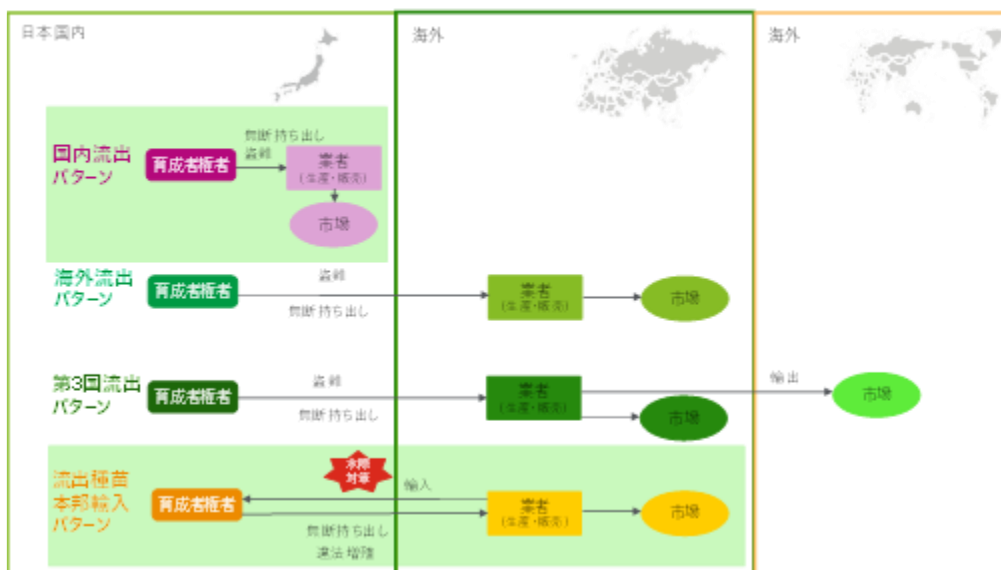 日本国内
海外
海外
国内流出
パターン
育成者権者
無断持ち出し
盗難
業者
(生産・販売)
市場
海外流出
パターン
育成者権者
盗難
無断持ち出し
業者
(生産・販売)
市場
第3国流出
パターン
育成者権者
盗難
無断持ち出し
業者
(生産・販売)
市場
輸出
市場
流出種苗
本邦輸入
パターン
水際
対策
育成者権者
輸入
無断持ち出し
違法増殖
業者
(生産・販売)
市場